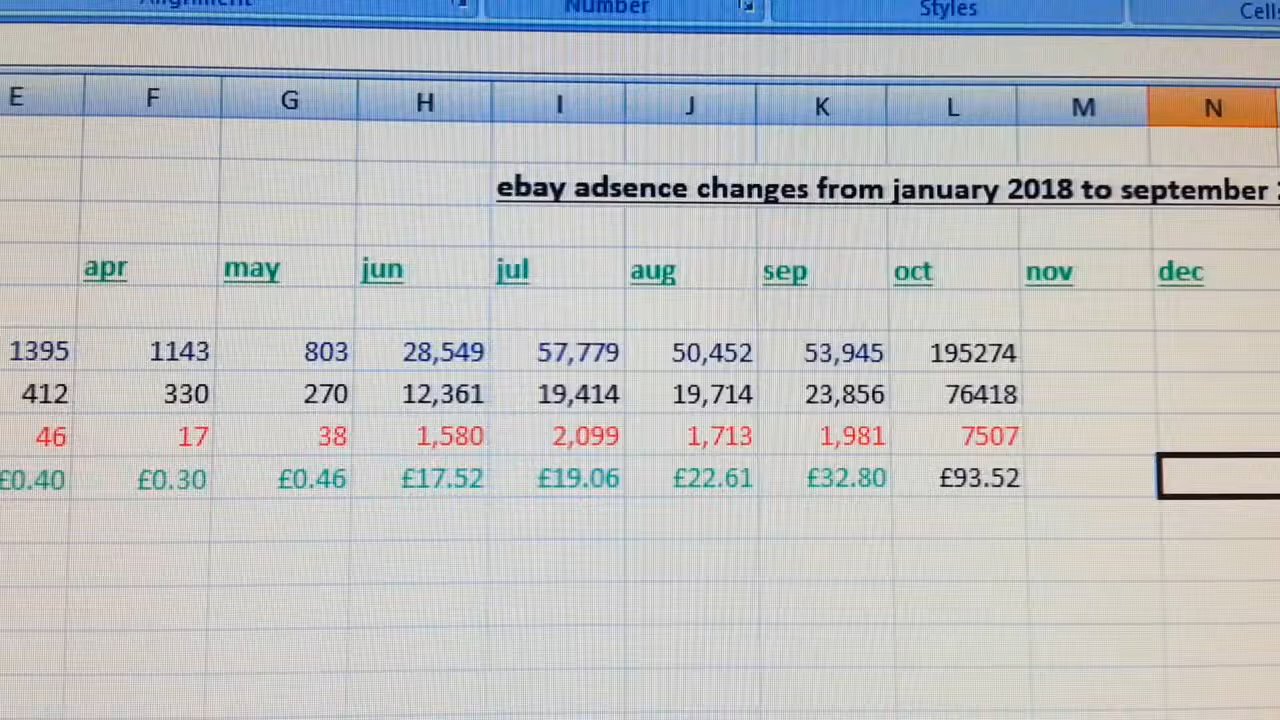 Number Styles
E F G H I J K L M N
ebay adsence changes from january 2018 to september
apr may jun jul aug sep oct nov dec
1395 1143 803 28,549 57,779 50,452 53,945 195274
412 330 270 12,361 19,414 19,714 23,856 76418
46 17 38 1,580 2,099 1,713 1,981 7507
£0.40 £0.30 £0.46 £17.52 £19.06 £22.61 £32.80 £93.52